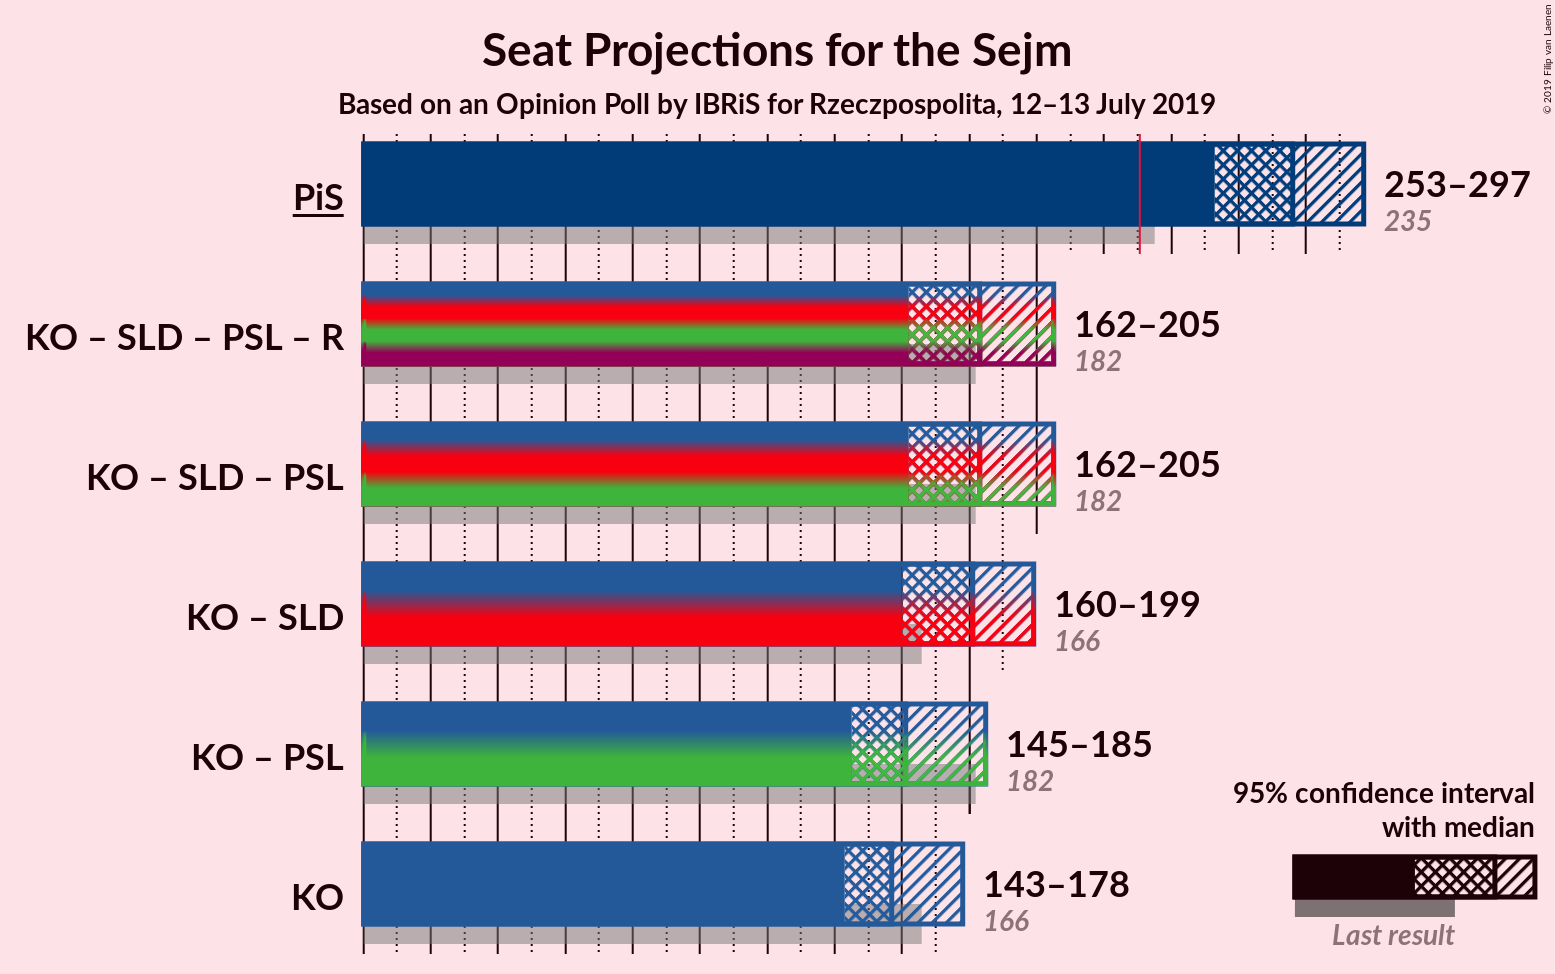 Seat Projections for the Sejm
Based on an Opinion Poll by IBRiS for Rzeczpospolita, 12–13 July 2019
© 2019 Filip van Laenen
PiS
253–297
235
KO – SLD – PSL – R
162–205
182
KO – SLD – PSL
162–205
182
KO – SLD
160–199
166
KO – PSL
145–185
182
KO
143–178
166
95% confidence interval
with median
Last result